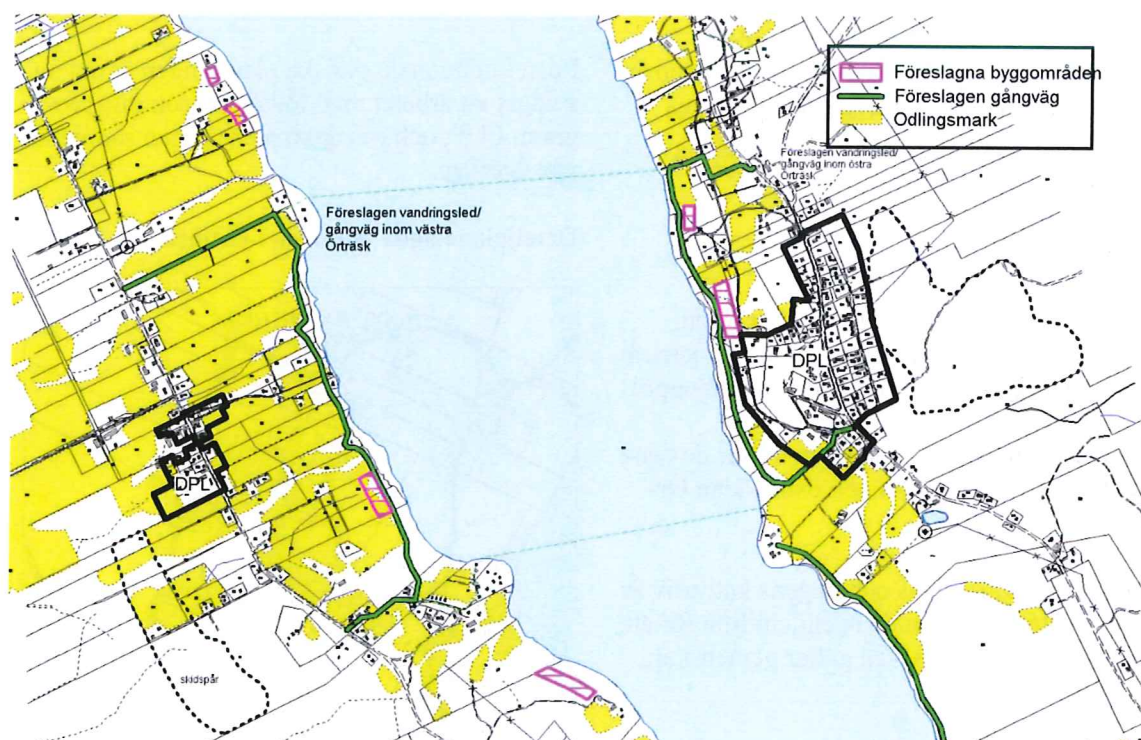 Föreslagna byggområden
Föreslagen gångväg
Odlingsmark
Föreslagen vandringsled/
gångväg inom östra
Örträsk
Föreslagen vandringsled/
gångväg inom västra
Örträsk
DPL
DPL
skidspår